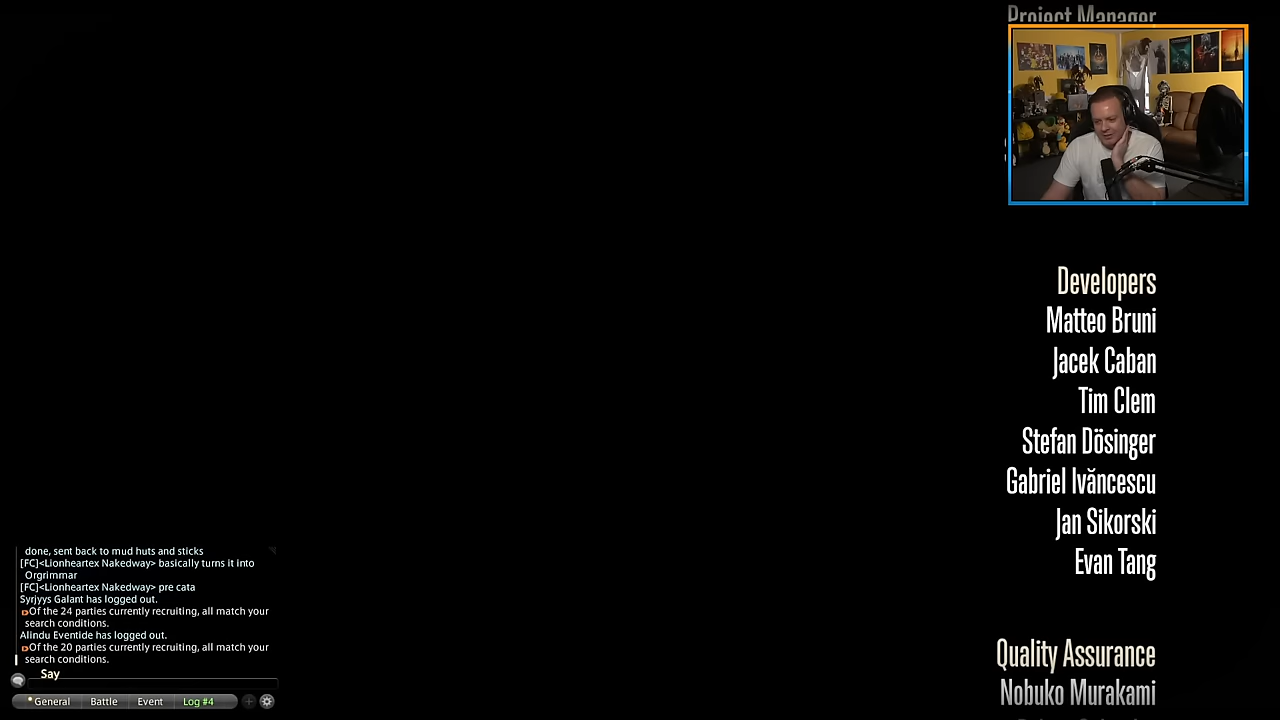 Project Manager
Developers
Matteo Bruni
Jacek Caban
Tim Clem
Stefan Dösinger
Gabriel Ivăncescu
Jan Sikorski
Evan Tang
Quality Assurance
Nobuko Murakami
done, sent back to mud huts and sticks
[FC]<Lionheartex Nakedway> basically turns it into
Orgrimmar
[FC]<Lionheartex Nakedway> pre cata
Syrjyys Galant has logged out.
Of the 24 parties currently recruiting, all match your
search conditions.
Alindu Eventide has logged out.
Of the 20 parties currently recruiting, all match your
search conditions.
Say
General Battle Event Log #4